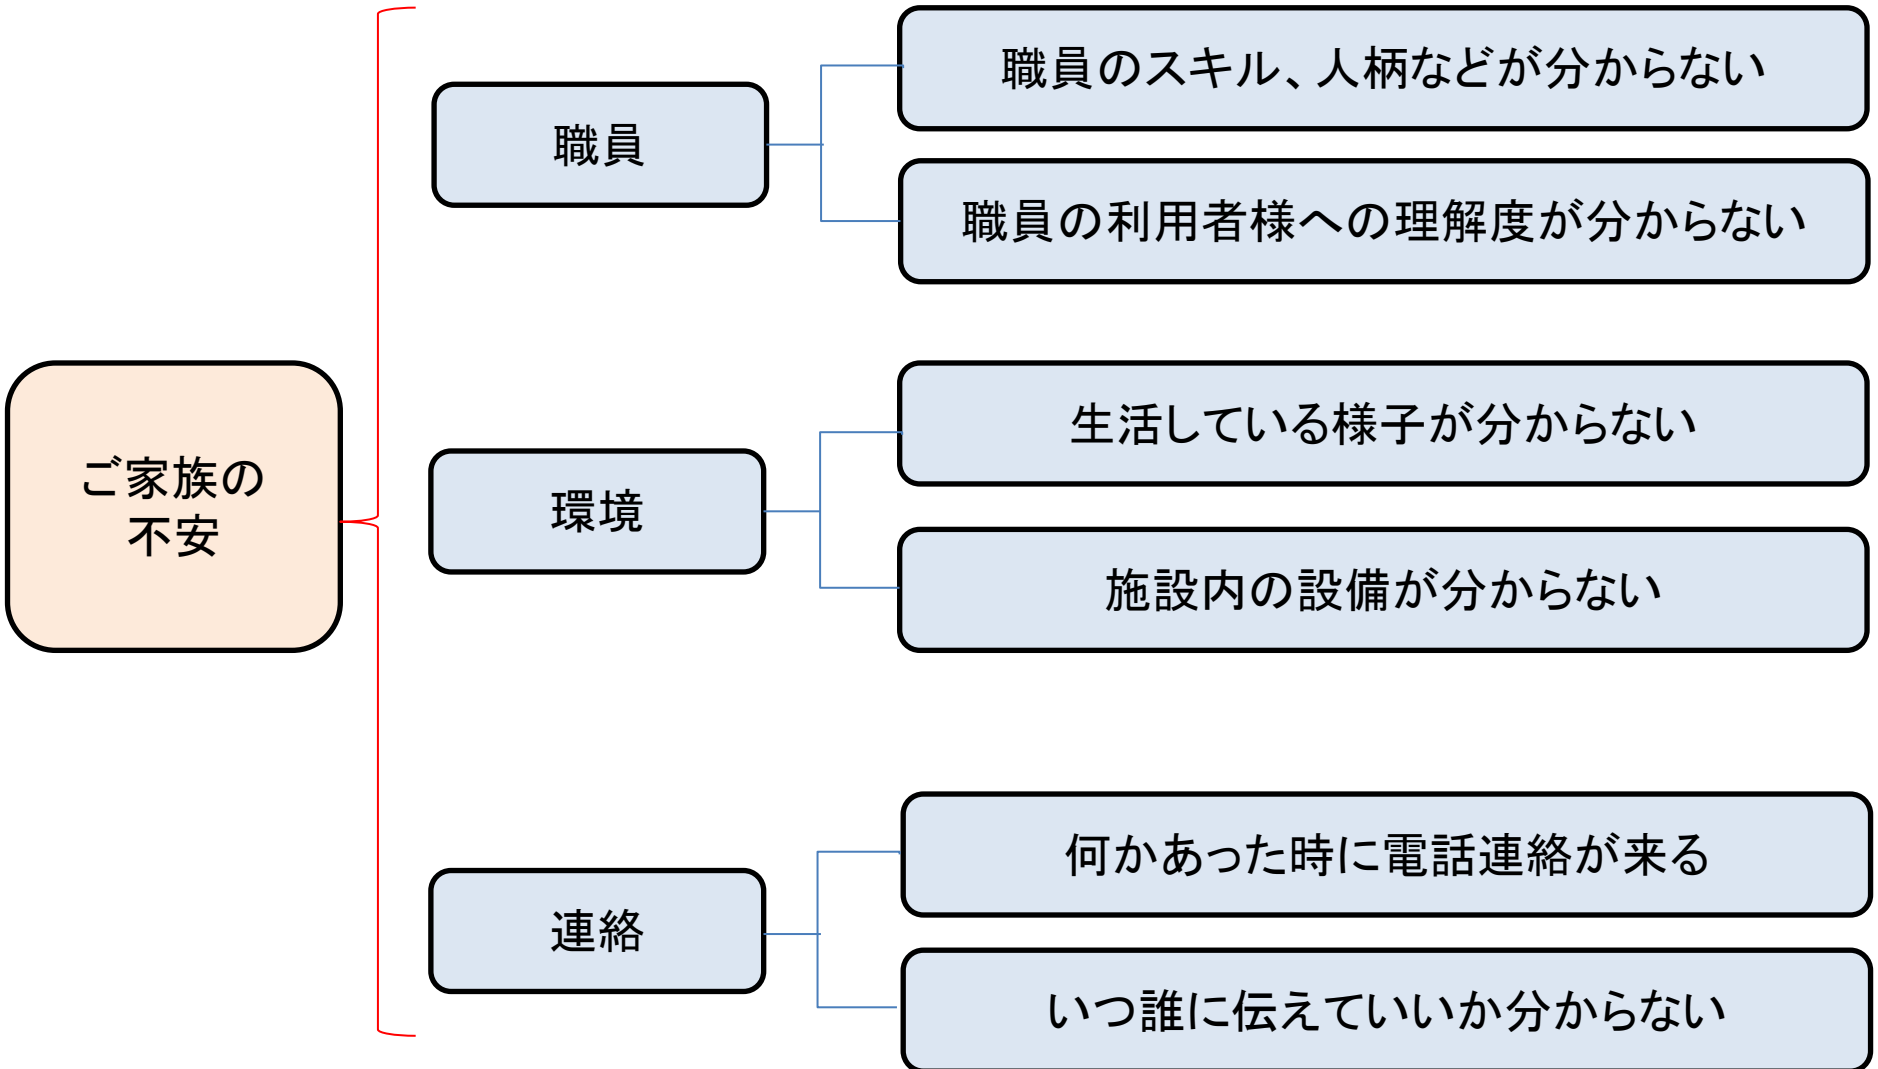 職員のスキル、人柄などが分からない
職員
職員の利用者様への理解度が分からない
ご家族の
不安
生活している様子が分からない
環境
施設内の設備が分からない
何かあった時に電話連絡が来る
連絡
いつ誰に伝えていいか分からない